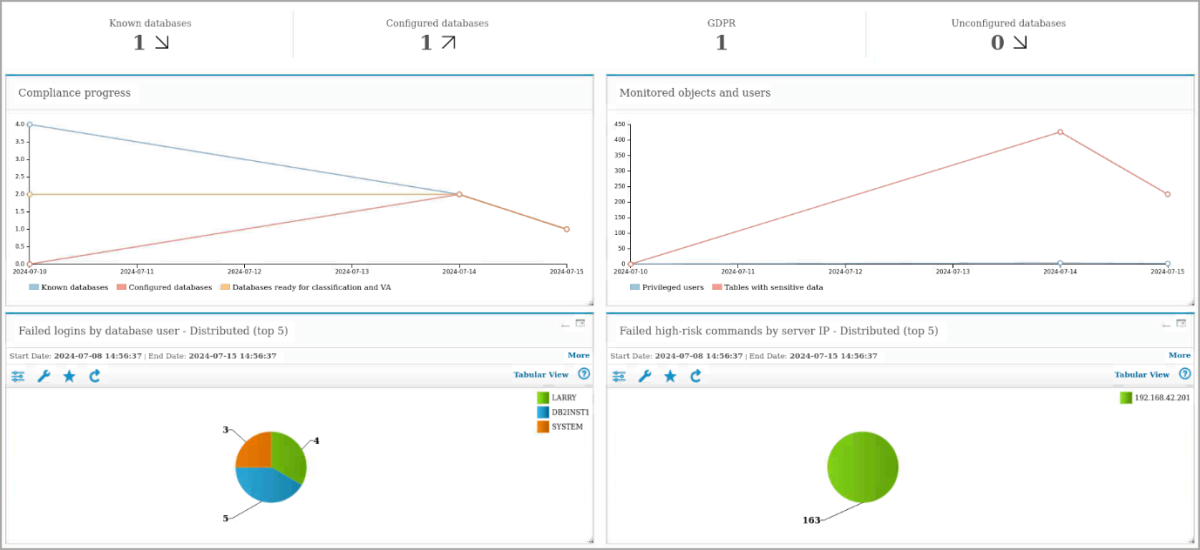 Known databases
1
Configured databases
1
GDPR
1
Unconfigured databases
0
Compliance progress
4.0
3.5
3.0
2.5
2.0
1.5
1.0
0.5
0.0
2024-07-10 2024-07-11 2024-07-12 2024-07-13 2024-07-14 2024-07-15
Known databases Configured databases Databases ready for classification and VA
Monitored objects and users
450
400
350
300
250
200
150
100
50
0
2024-07-10 2024-07-11 2024-07-12 2024-07-13 2024-07-14 2024-07-15
Privileged users Tables with sensitive data
Failed logins by database user - Distributed (top 5)
Start Date: 2024-07-08 14:56:37 | End Date: 2024-07-15 14:56:37 More
Tabular View ?
LARRY
DB2INST1
SYSTEM
3
4
5
Failed high-risk commands by server IP - Distributed (top 5)
Start Date: 2024-07-08 14:56:37 | End Date: 2024-07-15 14:56:37 More
Tabular View ?
192.168.42.201
163